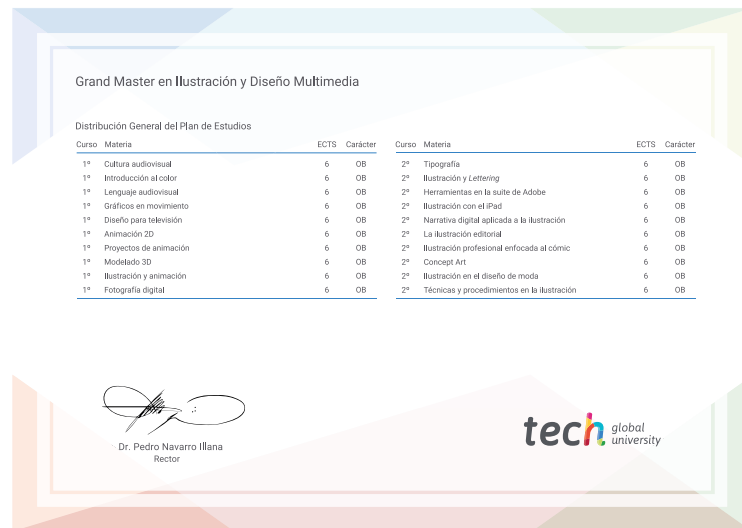 Grand Master en Ilustración y Diseño Multimedia
Distribución General del Plan de Estudios
Curso Materia ECTS Carácter
1º Cultura audiovisual 6 OB
1º Introducción al color 6 OB
1º Lenguaje audiovisual 6 OB
1º Gráficos en movimiento 6 OB
1º Diseño para televisión 6 OB
1º Animación 2D 6 OB
1º Proyectos de animación 6 OB
1º Modelado 3D 6 OB
1º Ilustración y animación 6 OB
1º Fotografía digital 6 OB
Curso Materia ECTS Carácter
2º Tipografía 6 OB
2º Ilustración y Lettering 6 OB
2º Herramientas en la suite de Adobe 6 OB
2º Ilustración con el iPad 6 OB
2º Narrativa digital aplicada a la ilustración 6 OB
2º La ilustración editorial 6 OB
2º Ilustración profesional enfocada al cómic 6 OB
2º Concept Art 6 OB
2º Ilustración en el diseño de moda 6 OB
2º Técnicas y procedimientos en la ilustración 6 OB
Dr. Pedro Navarro Illana
Rector
tech global
university